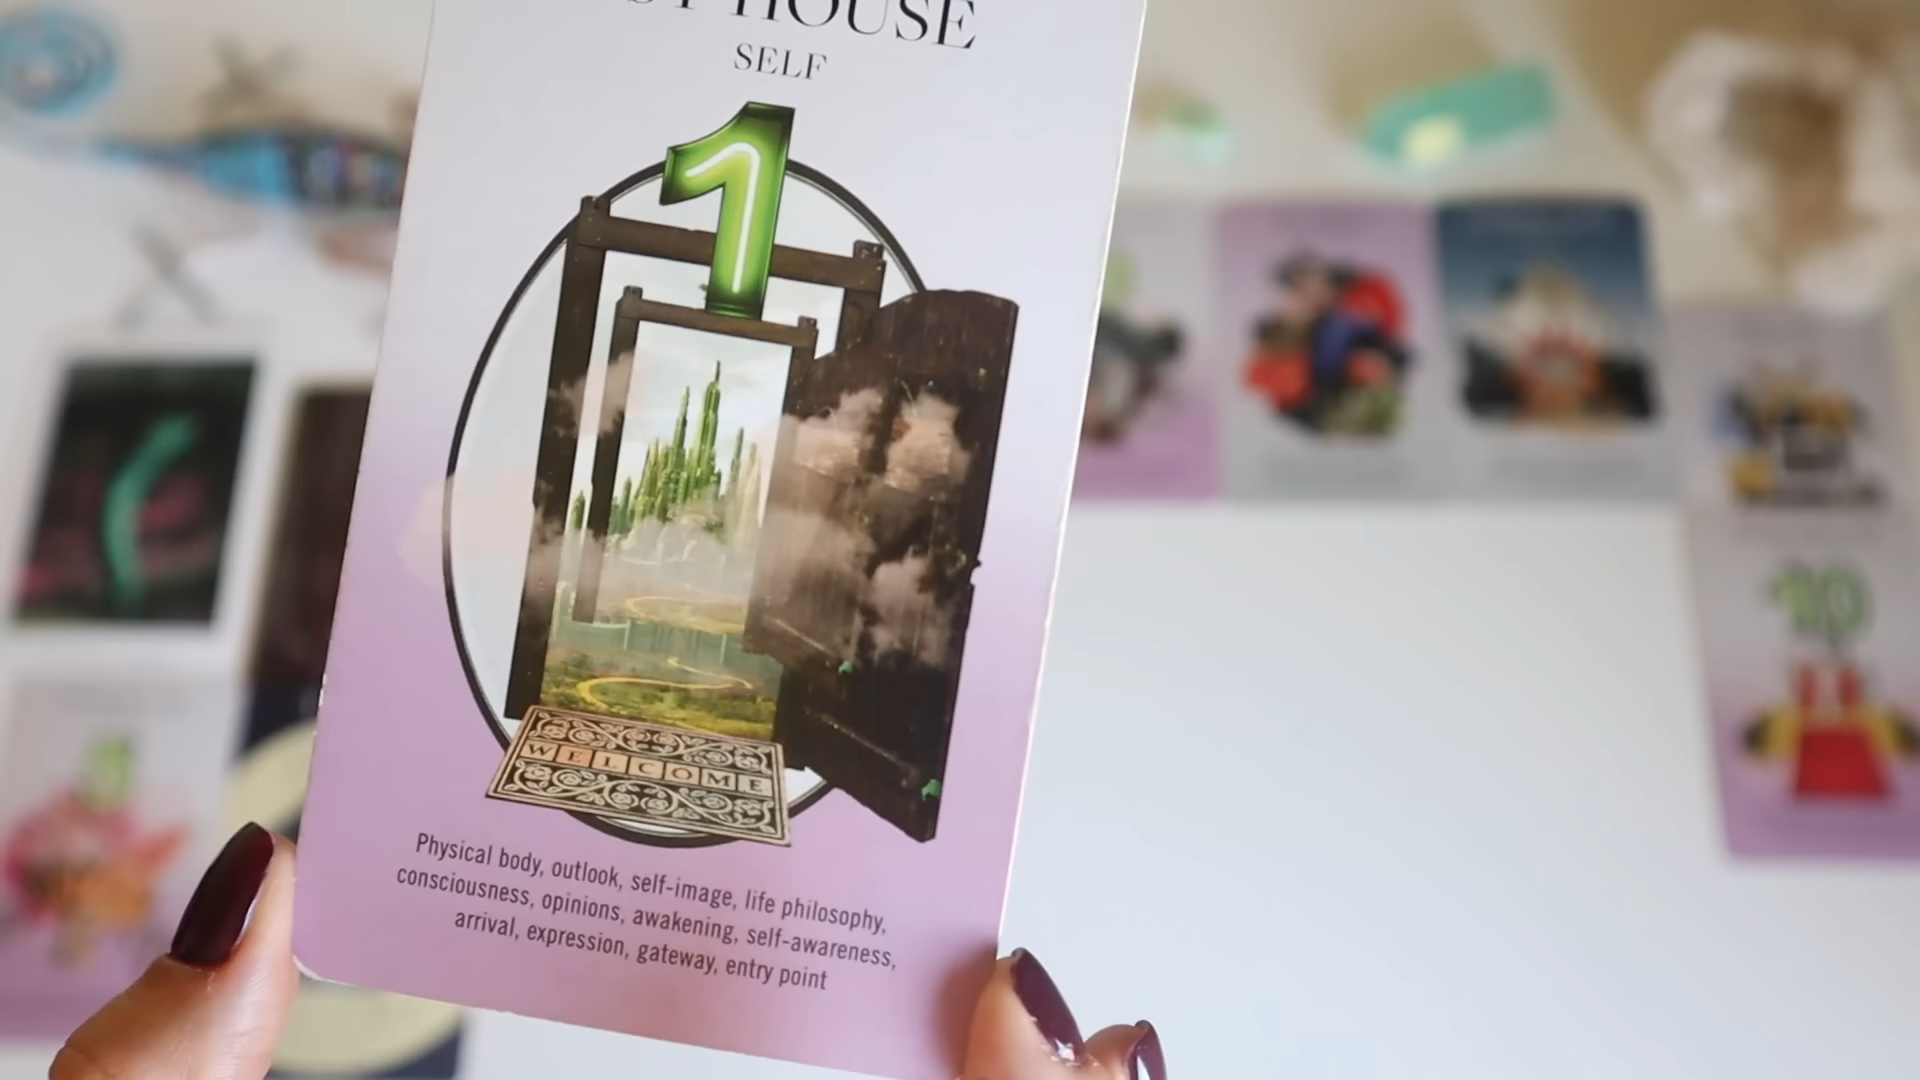 HOUSE
SELF
1
WELCOME
Physical body, outlook, self-image, life philosophy,
consciousness, opinions, awakening, self-awareness,
arrival, expression, gateway, entry point
10